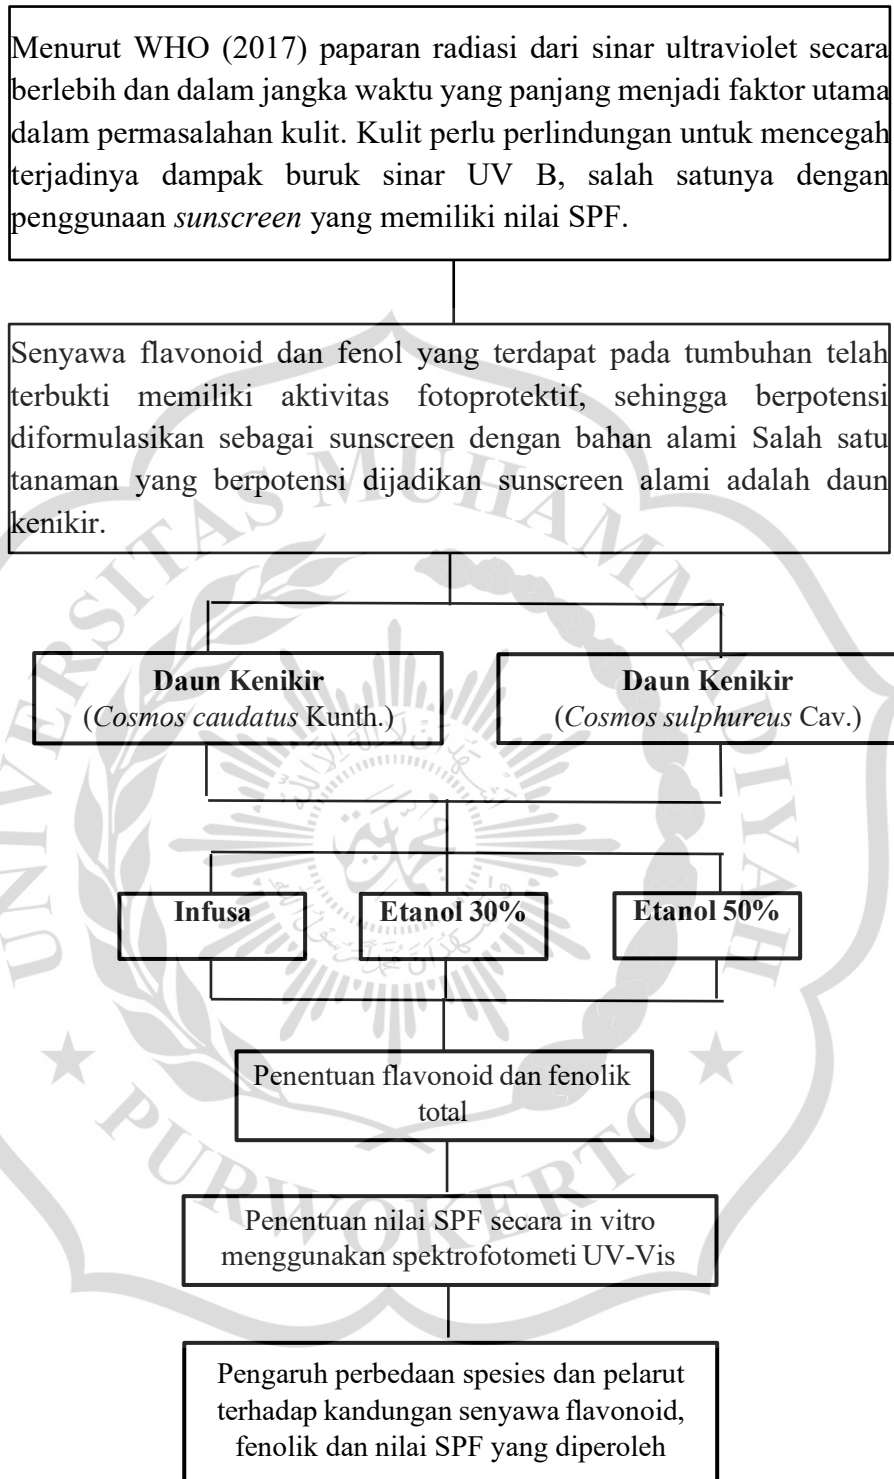 Menurut WHO (2017) paparan radiasi dari sinar ultraviolet secara
berlebih dan dalam jangka waktu yang panjang menjadi faktor utama
dalam permasalahan kulit. Kulit perlu perlindungan untuk mencegah
terjadinya dampak buruk sinar UV B, salah satunya dengan
penggunaan sunscreen yang memiliki nilai SPF.
Senyawa flavonoid dan fenol yang terdapat pada tumbuhan telah
terbukti memiliki aktivitas fotoprotektif, sehingga berpotensi
diformulasikan sebagai sunscreen dengan bahan alami Salah satu
tanaman yang berpotensi dijadikan sunscreen alami adalah daun
kenikir.
Daun Kenikir
(Cosmos caudatus Kunth.)
Daun Kenikir
(Cosmos sulphureus Cav.)
Infusa
Etanol 30%
Etanol 50%
Penentuan flavonoid dan fenolik
total
Penentuan nilai SPF secara in vitro
menggunakan spektrofotometi UV-Vis
Pengaruh perbedaan spesies dan pelarut
terhadap kandungan senyawa flavonoid,
fenolik dan nilai SPF yang diperoleh
UNIVERSITAS MUHAMMADIYAH
PURWOKERTO